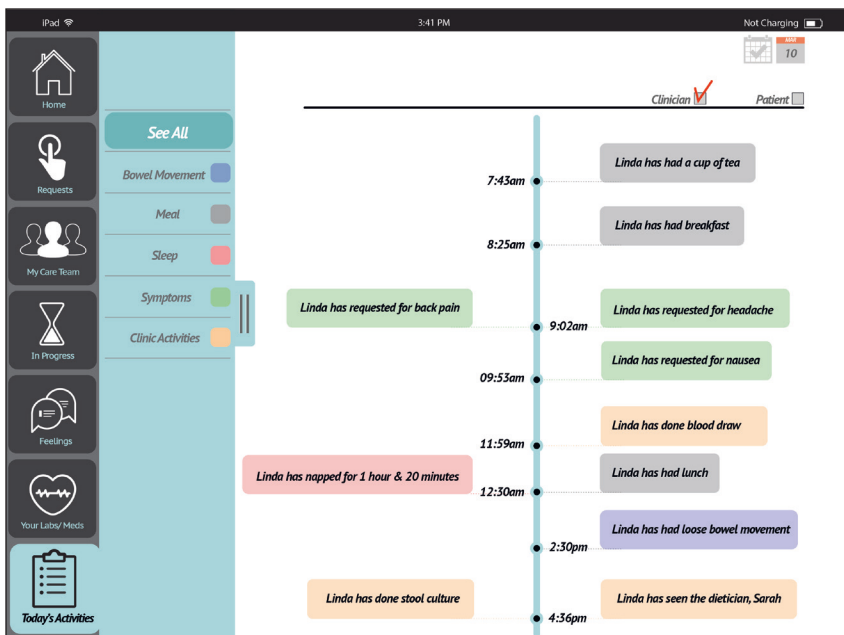 iPad
3:41 PM
Not Charging
MAR
10
Clinician
Patient
Home
Requests
My Care Team
In Progress
Feelings
Your Labs/Meds
Today's Activities
See All
Bowel Movement
Meal
Sleep
Symptoms
Clinic Activities
7:43am
Linda has had a cup of tea
8:25am
Linda has had breakfast
Linda has requested for back pain
9:02am
Linda has requested for headache
09:53am
Linda has requested for nausea
11:59am
Linda has done blood draw
Linda has napped for 1 hour & 20 minutes
12:30am
Linda has had lunch
2:30pm
Linda has had loose bowel movement
Linda has done stool culture
4:36pm
Linda has seen the dietician, Sarah